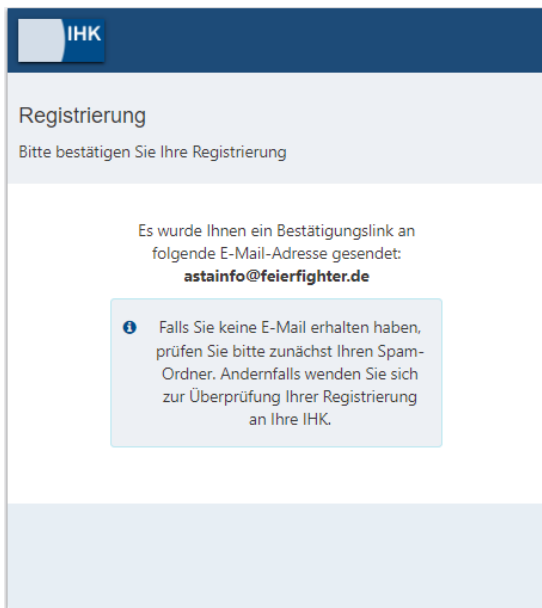 IHK
Registrierung
Bitte bestätigen Sie Ihre Registrierung
Es wurde Ihnen ein Bestätigungslink an
folgende E-Mail-Adresse gesendet:
astainfo@feierfighter.de
Falls Sie keine E-Mail erhalten haben,
prüfen Sie bitte zunächst Ihren Spam-
Ordner. Andernfalls wenden Sie sich
zur Überprüfung Ihrer Registrierung
an Ihre IHK.